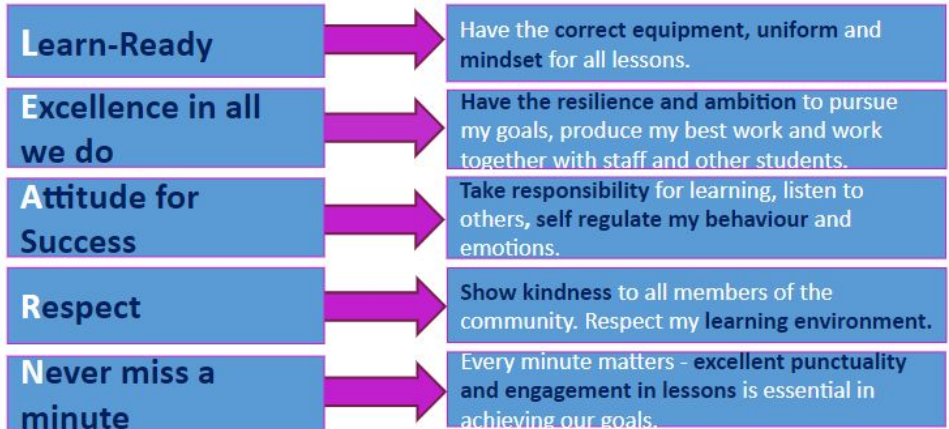 Learn-Ready
Have the correct equipment, uniform and
mindset for all lessons.
Excellence in all
we do
Have the resilience and ambition to pursue
my goals, produce my best work and work
together with staff and other students.
Attitude for
Success
Take responsibility for learning, listen to
others, self regulate my behaviour and
emotions.
Respect
Show kindness to all members of the
community. Respect my learning environment.
Never miss a
minute
Every minute matters - excellent punctuality
and engagement in lessons is essential in
achieving our goals.